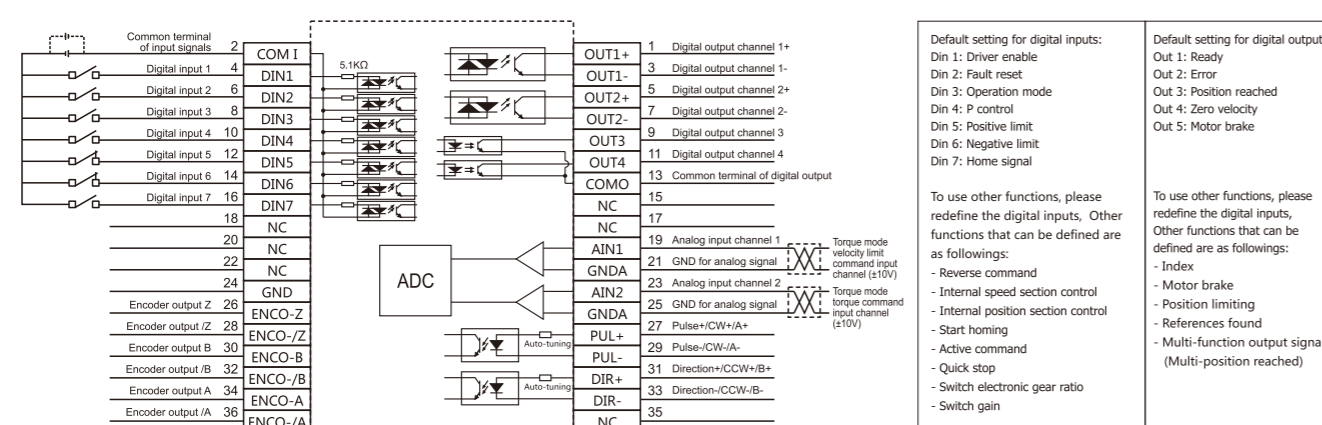 Common terminal
of input signals 2 COM I
Digital input 1 4 DIN1
Digital input 2 6 DIN2
Digital input 3 8 DIN3
Digital input 4 10 DIN4
Digital input 5 12 DIN5
Digital input 6 14 DIN6
Digital input 7 16 DIN7
18 NC
20 NC
22 NC
24 GND
Encoder output Z 26 ENCO-Z
Encoder output /Z 28 ENCO-/Z
Encoder output B 30 ENCO-B
Encoder output /B 32 ENCO-/B
Encoder output A 34 ENCO-A
Encoder output /A 36 ENCO-/A
5.1KΩ
ADC
Auto-tuning
Auto-tuning
OUT1+ 1 Digital output channel 1+
OUT1- 3 Digital output channel 1-
OUT2+ 5 Digital output channel 2+
OUT2- 7 Digital output channel 2-
OUT3 9 Digital output channel 3
OUT4 11 Digital output channel 4
COMO 13 Common terminal of digital output
NC 15
NC 17
AIN1 19 Analog input channel 1
GNDA 21 GND for analog signal
AIN2 23 Analog input channel 2
GNDA 25 GND for analog signal
PUL+ 27 Pulse+/CW+/A+
PUL- 29 Pulse-/CW-/A-
DIR+ 31 Direction+/CCW+/B+
DIR- 33 Direction-/CCW-/B-
NC 35
Torque mode
velocity limit
command input
channel (±10V)
Torque mode
torque command
input channel
(±10V)
Default setting for digital inputs:
Din 1: Driver enable
Din 2: Fault reset
Din 3: Operation mode
Din 4: P control
Din 5: Positive limit
Din 6: Negative limit
Din 7: Home signal
To use other functions, please
redefine the digital inputs, Other
functions that can be defined are
as followings:
- Reverse command
- Internal speed section control
- Internal position section control
- Start homing
- Active command
- Quick stop
- Switch electronic gear ratio
- Switch gain
Default setting for digital output
Out 1: Ready
Out 2: Error
Out 3: Position reached
Out 4: Zero velocity
Out 5: Motor brake
To use other functions, please
redefine the digital inputs,
Other functions that can be
defined are as followings:
- Index
- Motor brake
- Position limiting
- References found
- Multi-function output signa
(Multi-position reached)